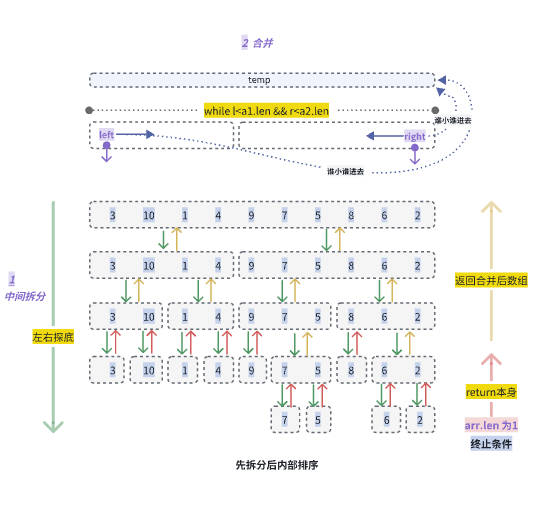 2 合并
temp
while l<a1.len && r<a2.len
谁小谁进去
left
right
谁小谁进去
3 10 1 4 9 7 5 8 6 2
3 10 1 4 9 7 5 8 6 2
1
中间拆分
返回合并后数组
3 10 1 4 9 7 5 8 6 2
左右探底
3 10 1 4 9 7 5 8 6 2
return本身
7 5 6 2
arr.len 为1
终止条件
先拆分后内部排序